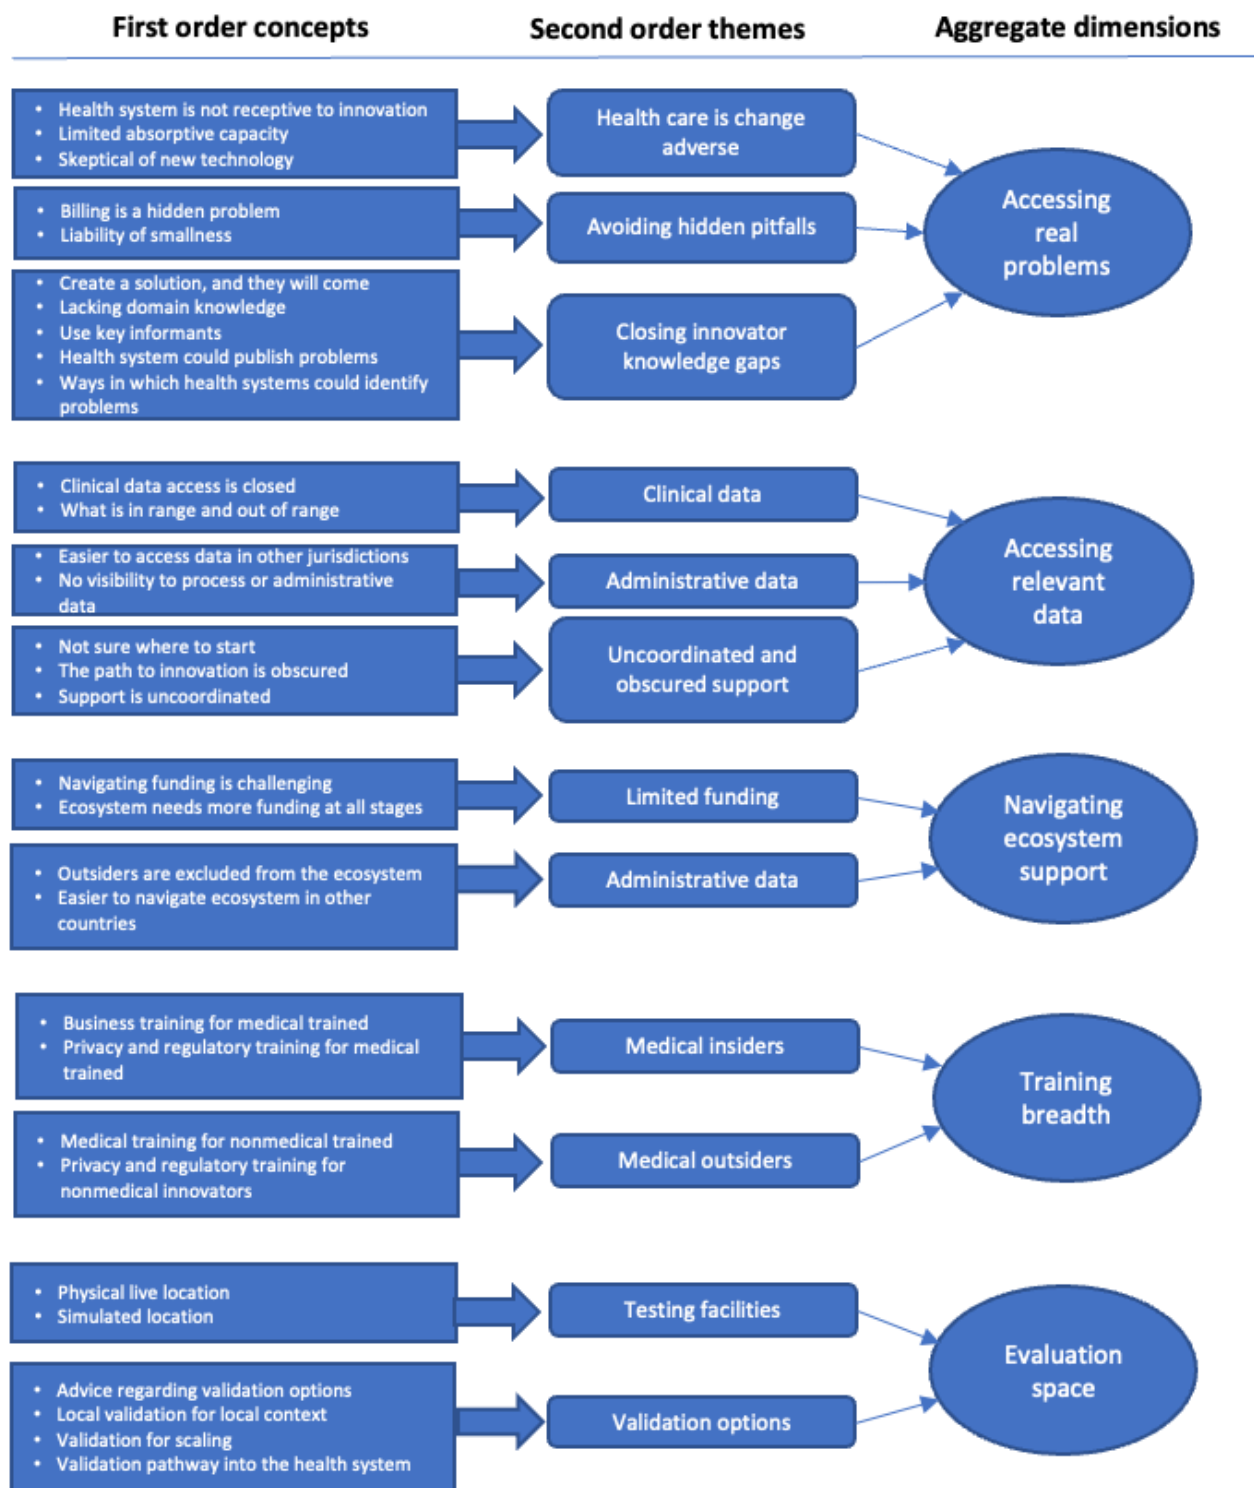 First order concepts
Second order themes
Aggregate dimensions
• Health system is not receptive to innovation
• Limited absorptive capacity
• Skeptical of new technology
Health care is change
adverse
• Billing is a hidden problem
• Liability of smallness
Avoiding hidden pitfalls
• Create a solution, and they will come
• Lacking domain knowledge
• Use key informants
• Health system could publish problems
• Ways in which health systems could identify
problems
Closing innovator
knowledge gaps
Accessing
real
problems
• Clinical data access is closed
• What is in range and out of range
Clinical data
• Easier to access data in other jurisdictions
• No visibility to process or administrative
data
Administrative data
• Not sure where to start
• The path to innovation is obscured
• Support is uncoordinated
Uncoordinated and
obscured support
Accessing
relevant
data
• Navigating funding is challenging
• Ecosystem needs more funding at all stages
Limited funding
• Outsiders are excluded from the ecosystem
• Easier to navigate ecosystem in other
countries
Administrative data
Navigating
ecosystem
support
• Business training for medical trained
• Privacy and regulatory training for medical
trained
Medical insiders
• Medical training for nonmedical trained
• Privacy and regulatory training for
nonmedical innovators
Medical outsiders
Training
breadth
• Physical live location
• Simulated location
Testing facilities
• Advice regarding validation options
• Local validation for local context
• Validation for scaling
• Validation pathway into the health system
Validation options
Evaluation
space